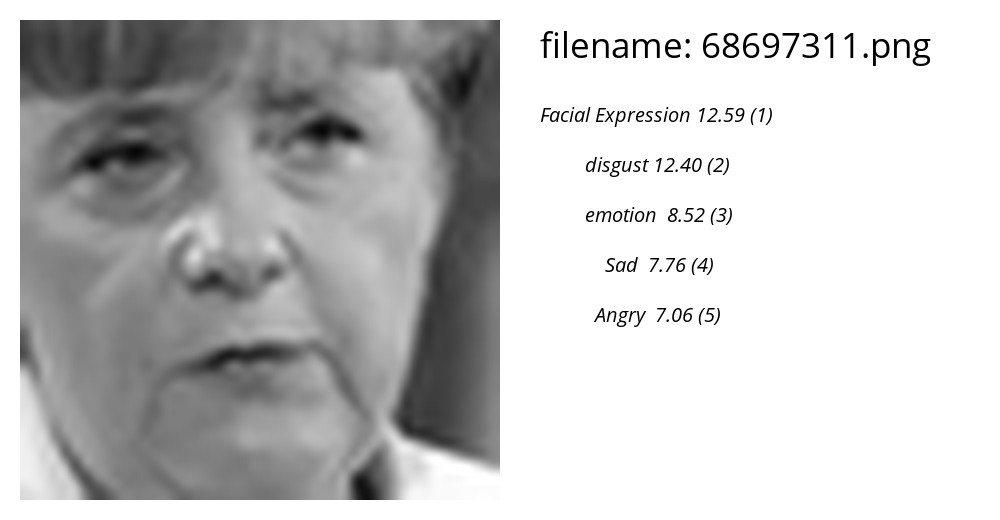 filename: 68697311.png
Facial Expression 12.59 (1)
disgust 12.40 (2)
emotion 8.52 (3)
Sad 7.76 (4)
Angry 7.06 (5)